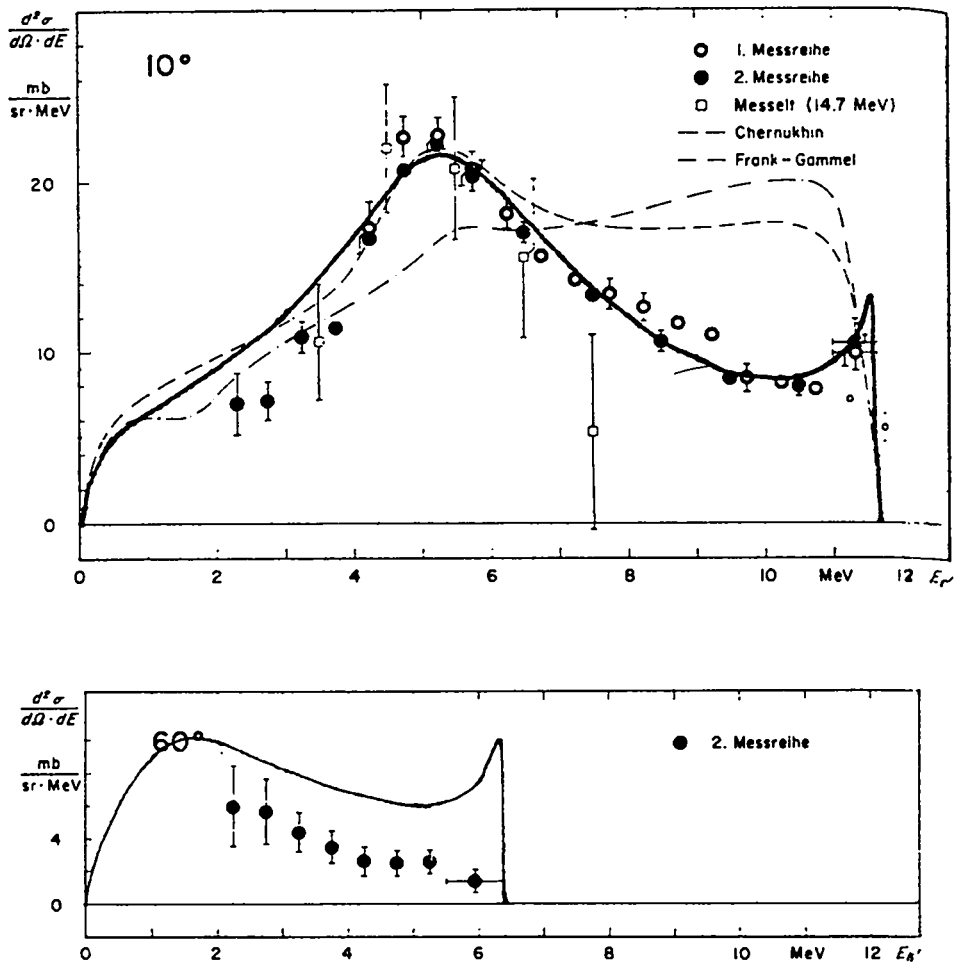 d²σ
dΩ·dE
mb
sr·MeV
10°
1. Messreihe
2. Messreihe
Messelt (14.7 MeV)
Chernukhin
Frank-Gammel
20
10
0
0 2 4 6 8 10 MeV 12
d²σ
dΩ·dE
mb
sr·MeV
60°
2. Messreihe
4
0
0 2 4 6 8 10 MeV 12